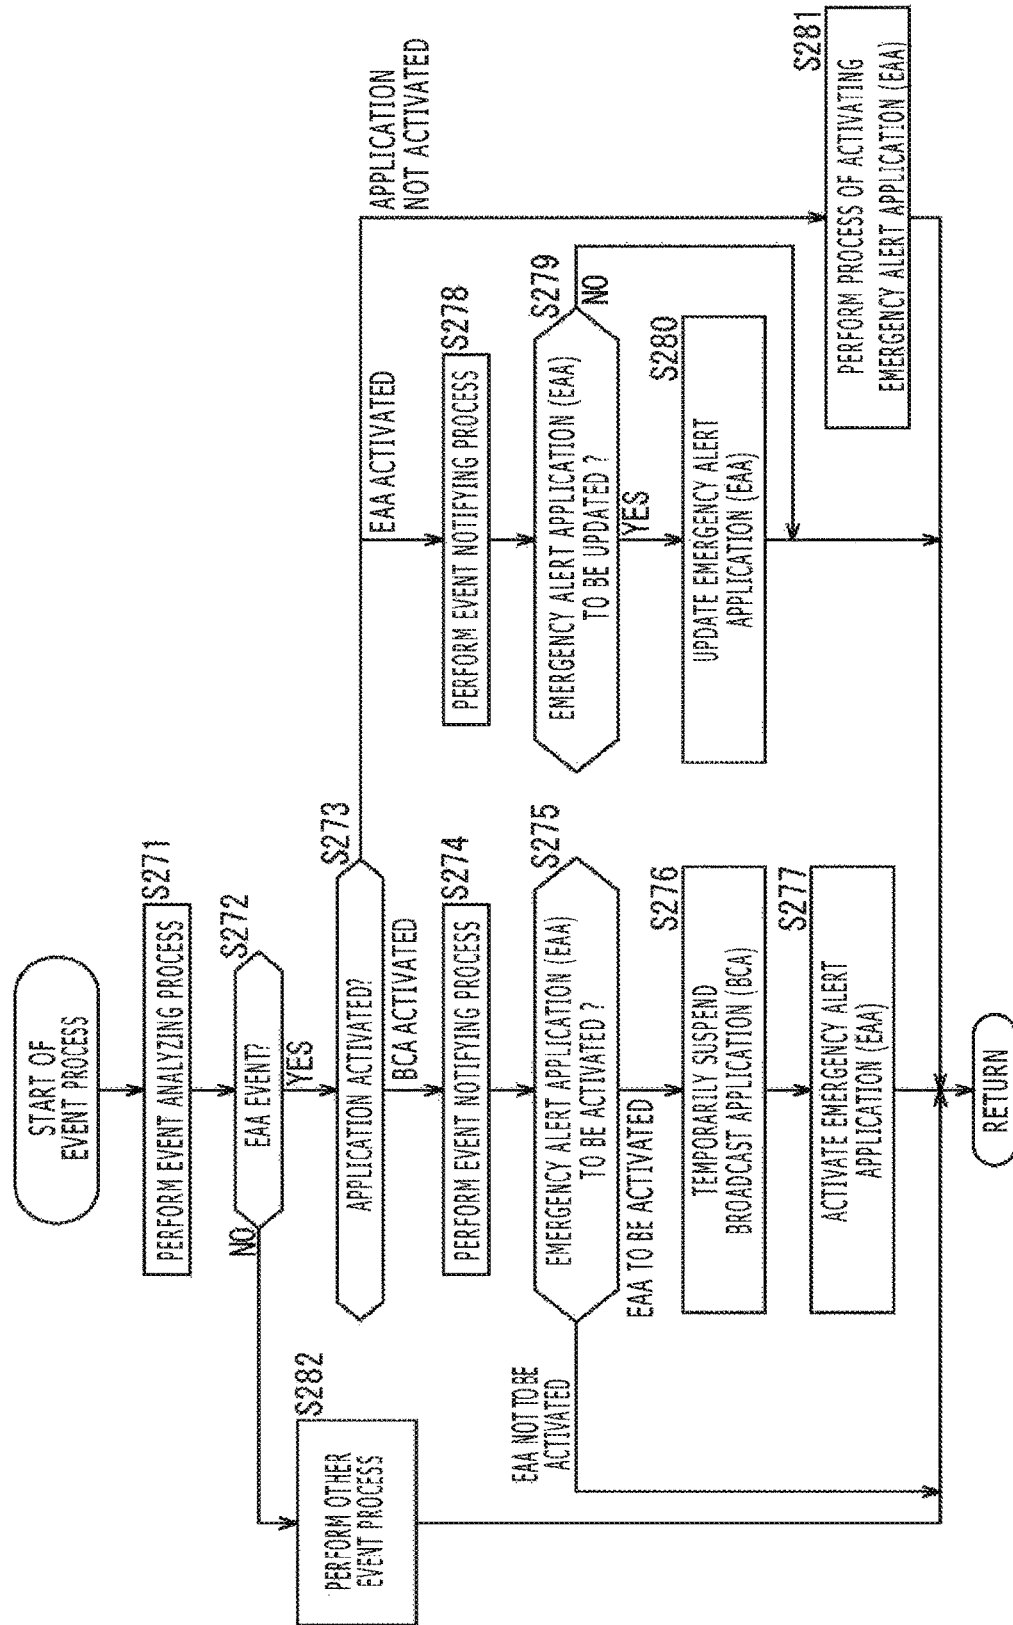 START OF
EVENT PROCESS
S271
PERFORM EVENT ANALYZING PROCESS
S272
EAA EVENT?
NO
YES
S282
PERFORM OTHER
EVENT PROCESS
S273
APPLICATION ACTIVATED?
BCA ACTIVATED
EAA ACTIVATED
APPLICATION
NOT ACTIVATED
S274
PERFORM EVENT NOTIFYING PROCESS
S275
EMERGENCY ALERT APPLICATION (EAA)
TO BE ACTIVATED ?
EAA NOT TO BE
ACTIVATED
EAA TO BE ACTIVATED
S276
TEMPORARILY SUSPEND
BROADCAST APPLICATION (BCA)
S277
ACTIVATE EMERGENCY ALERT
APPLICATION (EAA)
S278
PERFORM EVENT NOTIFYING PROCESS
S279
EMERGENCY ALERT APPLICATION (EAA)
TO BE UPDATED ?
NO
YES
S280
UPDATE EMERGENCY ALERT
APPLICATION (EAA)
S281
PERFORM PROCESS OF ACTIVATING
EMERGENCY ALERT APPLICATION (EAA)
RETURN